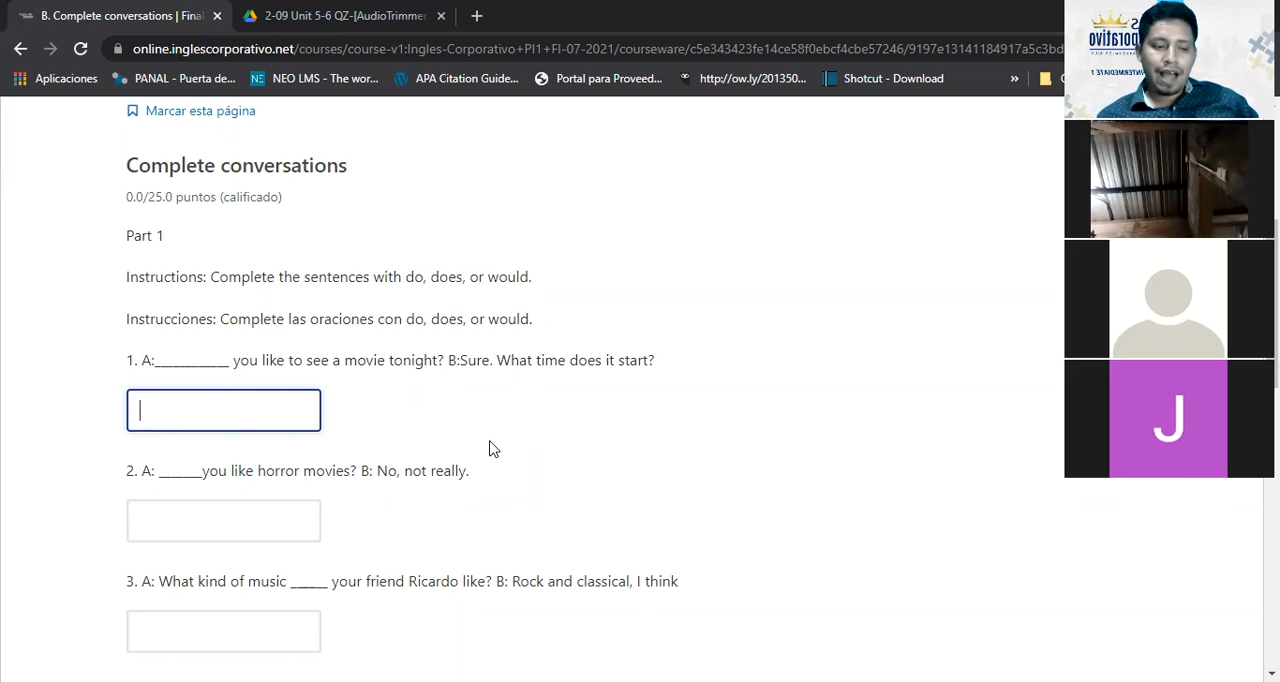 B. Complete conversations | Final
2-09 Unit 5-6 QZ-[AudioTrimmer.
online.inglescorporativo.net/courses/course-v1:Ingles-Corporativo+PI1+FI-07-2021/courseware/c5e343423fe14ce58f0ebcf4cbe57246/9197e13141184917a5c3bd
Aplicaciones
PANAL - Puerta de...
NEO LMS - The wor...
APA Citation Guide...
Portal para Proveed...
http://ow.ly/201350...
Shotcut - Download
»
Marcar esta página
Complete conversations
0.0/25.0 puntos (calificado)
Part 1
Instructions: Complete the sentences with do, does, or would.
Instrucciones: Complete las oraciones con do, does, or would.
1. A:___________ you like to see a movie tonight? B:Sure. What time does it start?
2. A: ______you like horror movies? B: No, not really.
3. A: What kind of music _____ your friend Ricardo like? B: Rock and classical, I think
J